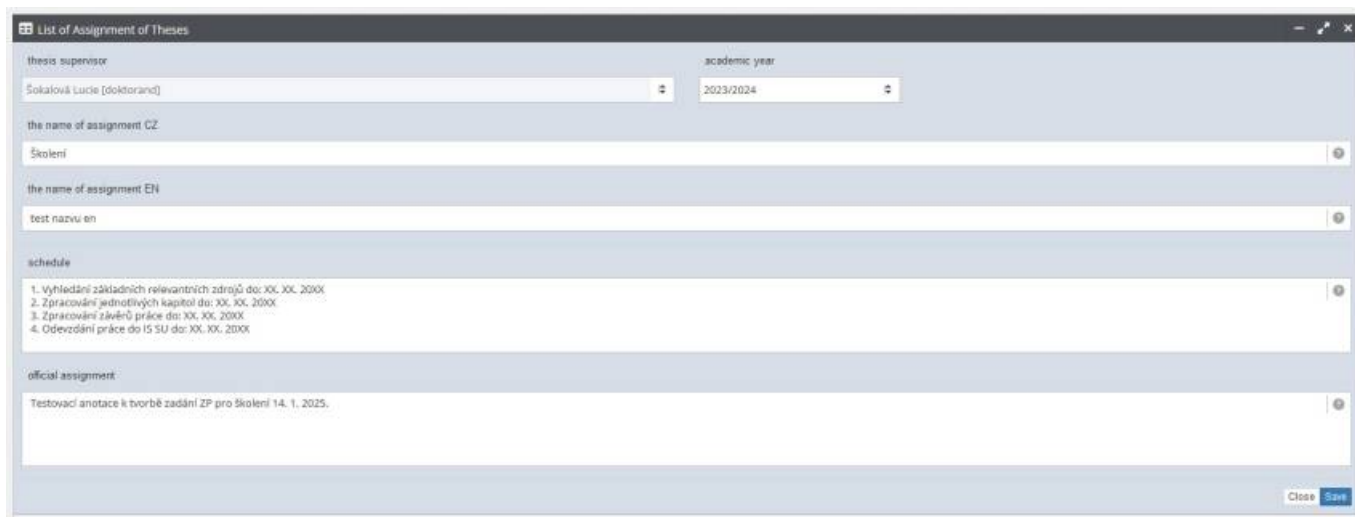 List of Assignment of Theses
thesis supervisor
academic year
Šokalová Lucie [doktorand]
2023/2024
the name of assignment CZ
Školení
the name of assignment EN
test nazvu en
schedule
1. Vyhledání základních relevantních zdrojů do: XX. XX. 20XX
2. Zpracování jednotlivých kapitol do: XX. XX. 20XX
3. Zpracování závěrů práce do: XX. XX. 20XX
4. Odevzdání práce do IS SU do: XX. XX. 20XX
official assignment
Testovací anotace k tvorbě zadání ZP pro školení 14. 1. 2025.
Close Save